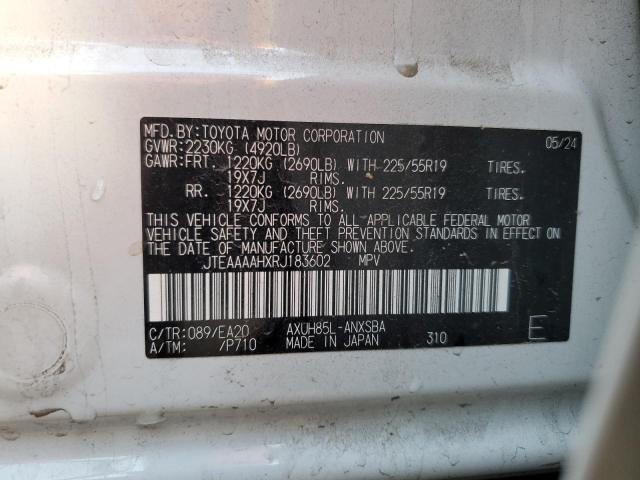 MFD. BY: TOYOTA MOTOR CORPORATION 05/24
GVWR: 2230KG (4920LB)
GAWR: FRT. 1220KG (2690LB) WITH 225/55R19 TIRES.
19X7J RIMS.
RR. 1220KG (2690LB) WITH 225/55R19 TIRES.
19X7J RIMS.
THIS VEHICLE CONFORMS TO ALL APPLICABLE FEDERAL MOTOR
VEHICLE SAFETY AND THEFT PREVENTION STANDARDS IN EFFECT
ON THE DATE OF MANUFACTURE SHOWN ABOVE.
JTEAAAAHXRJ183602 MPV
C/TR: 089/EA20 AXUH85L-ANXSBA
A/TM: /P710 MADE IN JAPAN 310 E